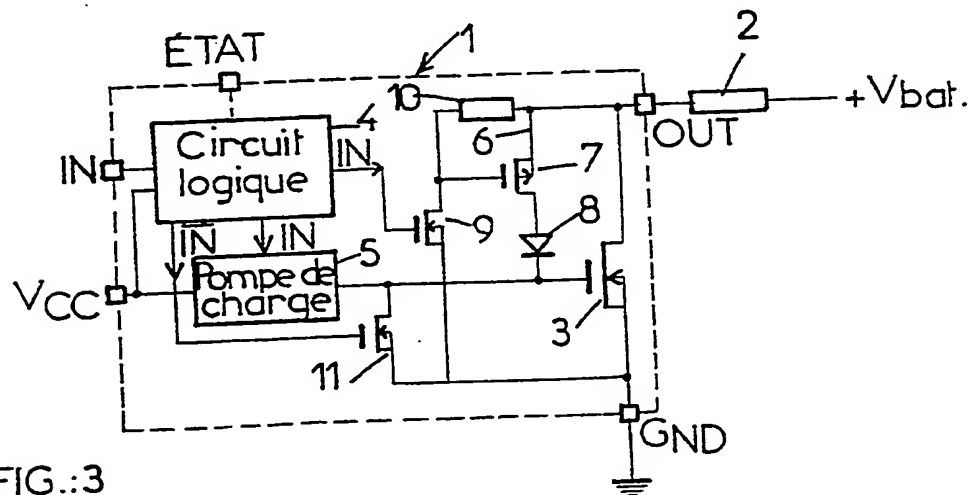 ÉTAT
1
2
10
+Vbat.
4
6
OUT
Circuit
logique
IN
IN
7
8
9
IN
IN
5
Pompe de
charge
VCC
3
11
GND
FIG.:3